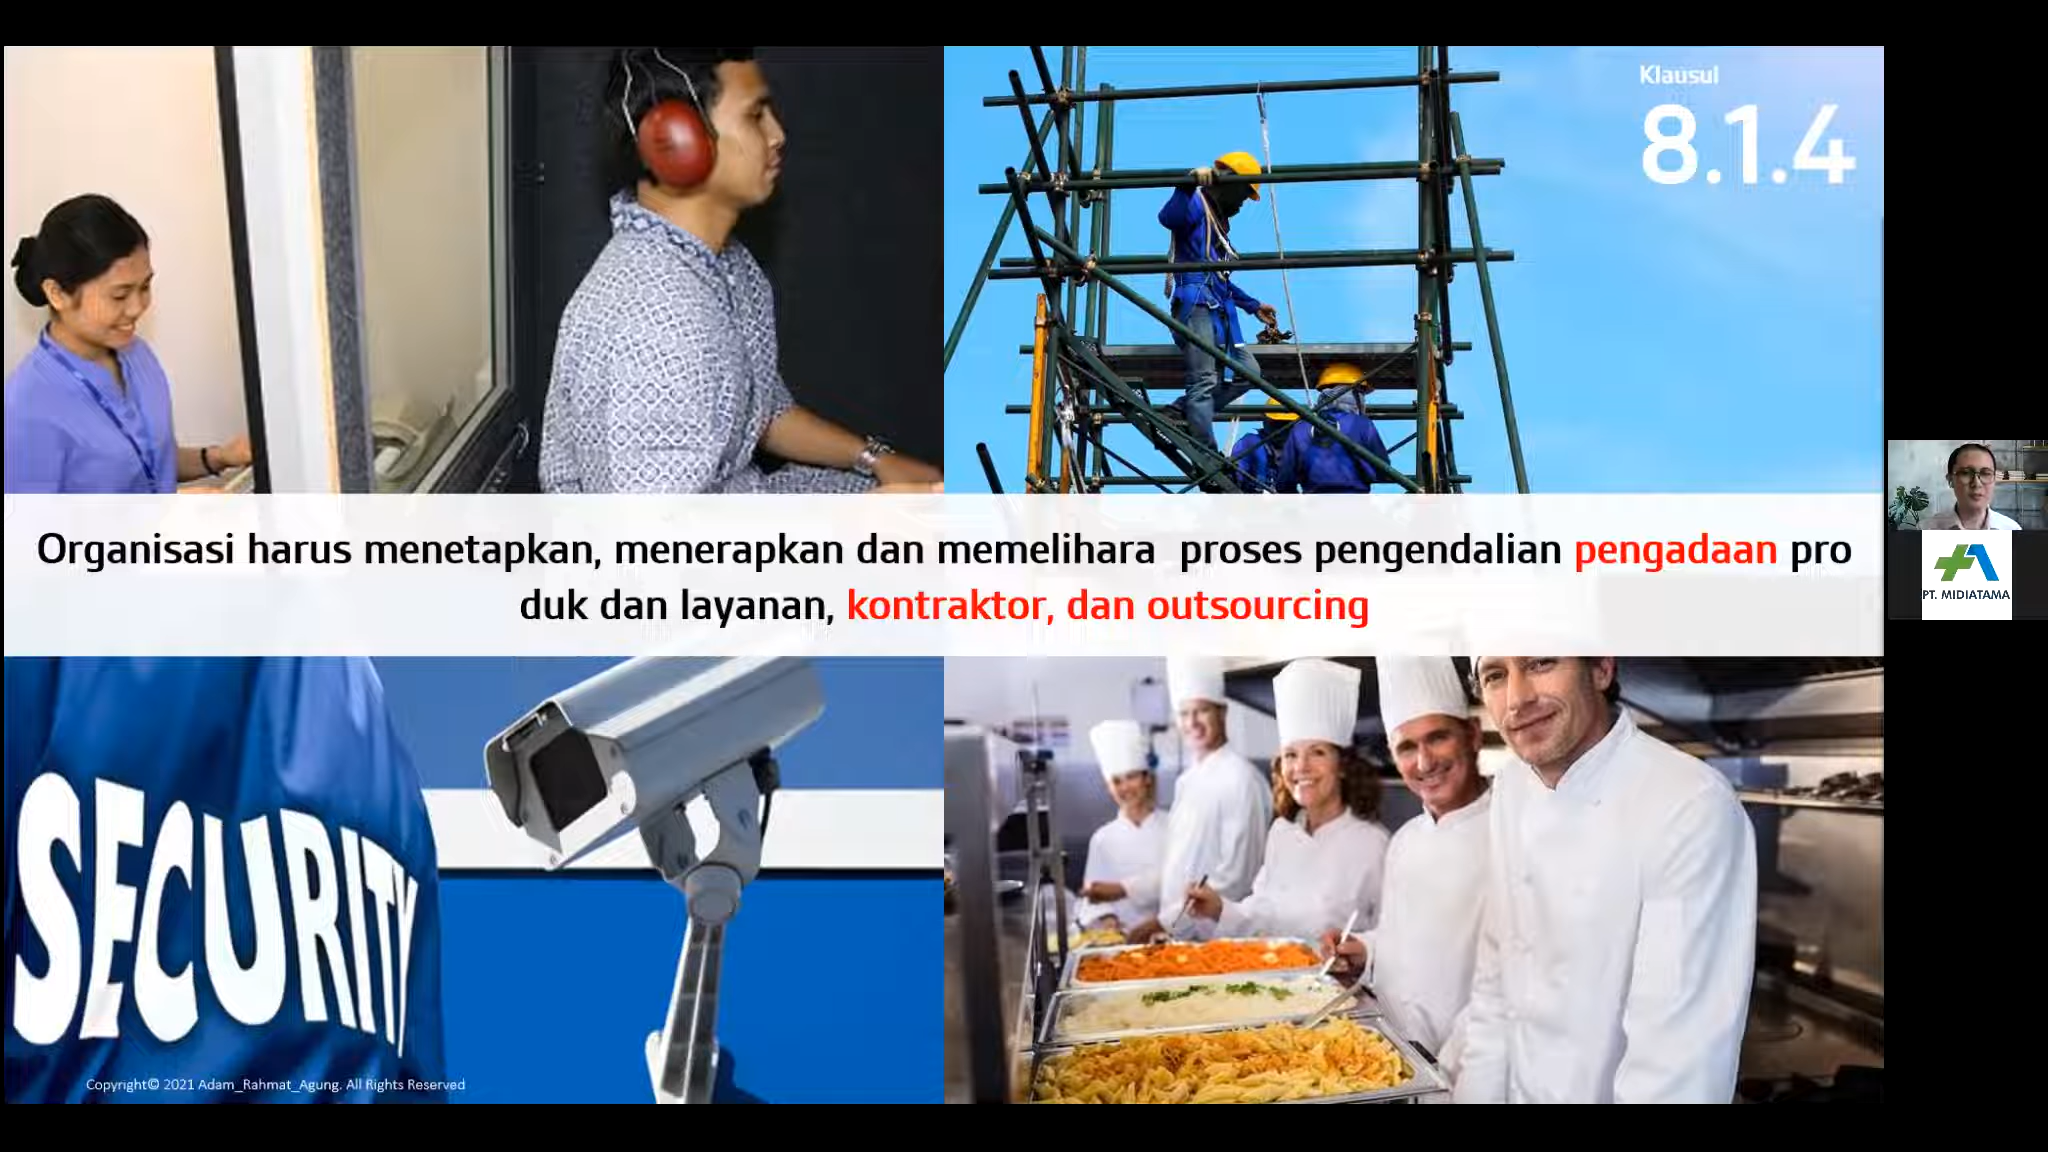 Klausul
8.1.4
Organisasi harus menetapkan, menerapkan dan memelihara proses pengendalian pengadaan pro
duk dan layanan, kontraktor, dan outsourcing
PT. MIDIATAMA
SECURITY
Copyright© 2021 Adam_Rahmat_Agung. All Rights Reserved